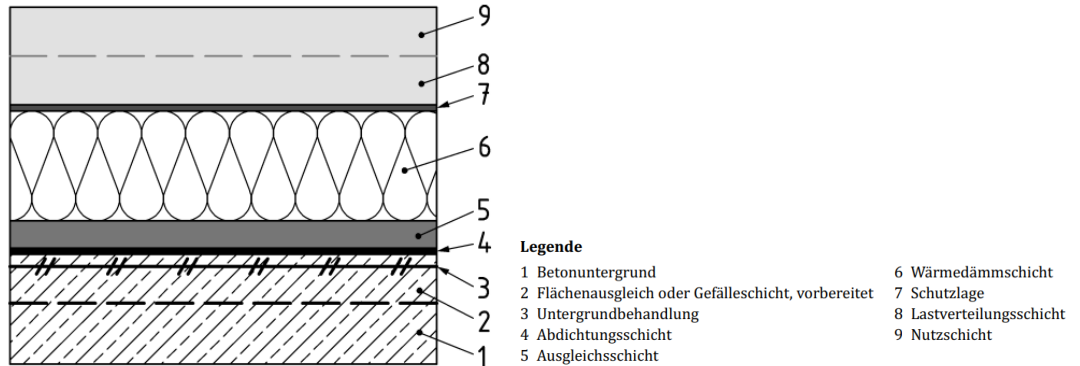 9
8
7
6
5
4
3
2
1
Legende
1 Betonuntergrund
2 Flächenausgleich oder Gefälleschicht, vorbereitet
3 Untergrundbehandlung
4 Abdichtungsschicht
5 Ausgleichsschicht
6 Wärmedämmschicht
7 Schutzlage
8 Lastverteilungsschicht
9 Nutzschicht